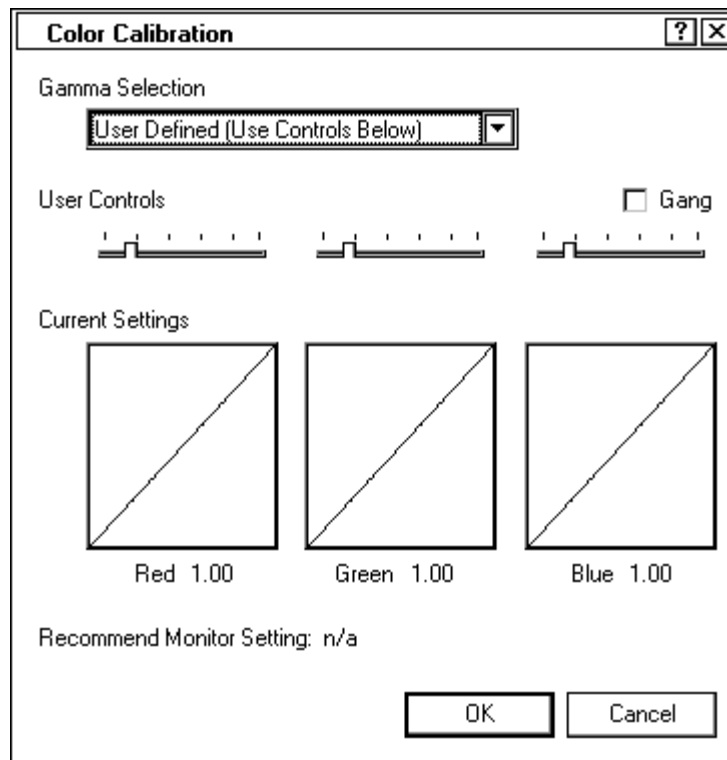 Color Calibration ? X
Gamma Selection
User Defined (Use Controls Below)
User Controls Gang
Current Settings
Red 1.00 Green 1.00 Blue 1.00
Recommend Monitor Setting: n/a
OK Cancel